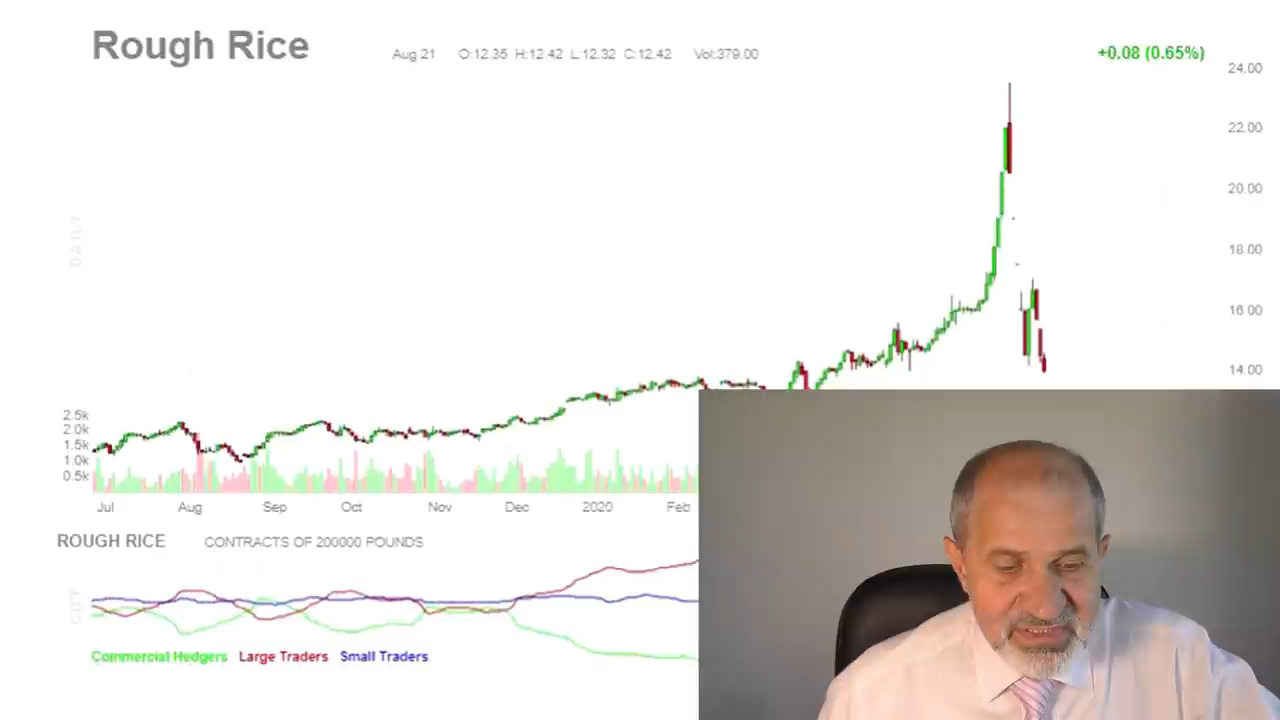 Rough Rice
Aug 21 O:12.35 H:12.42 L:12.32 C:12.42 Vol:379.00
+0.08 (0.65%)
24.00
22.00
20.00
18.00
16.00
14.00
DAILY
2.5k
2.0k
1.5k
1.0k
0.5k
Jul Aug Sep Oct Nov Dec 2020 Feb
ROUGH RICE CONTRACTS OF 200000 POUNDS
COT
Commercial Hedgers Large Traders Small Traders